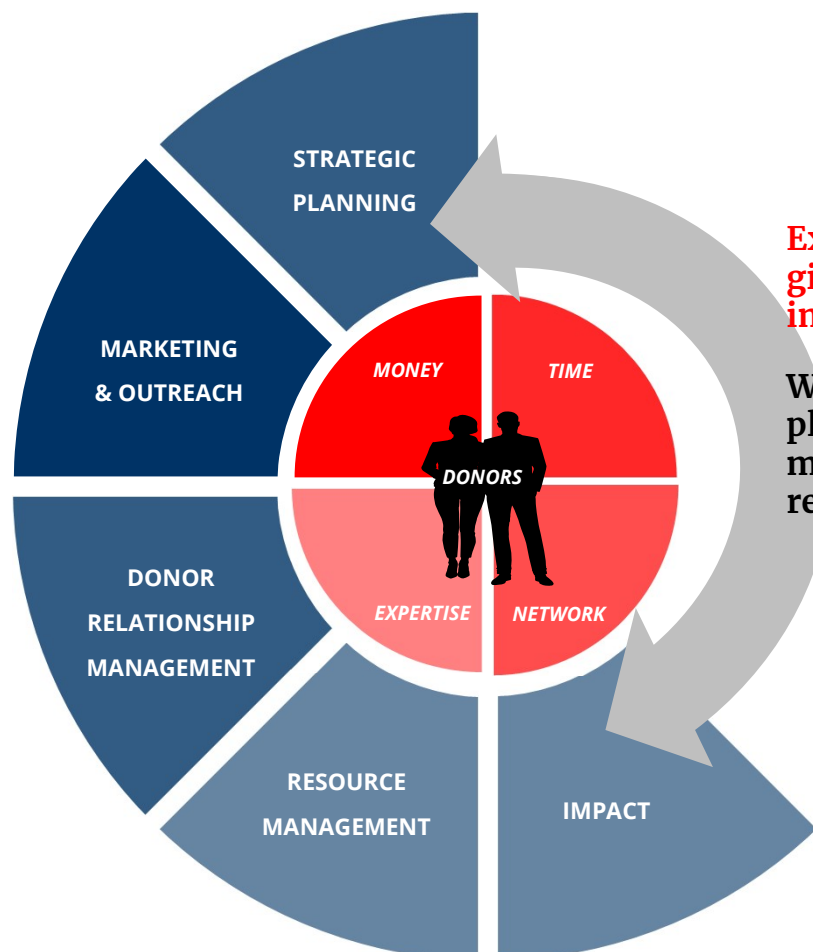 STRATEGIC
PLANNING
MARKETING
& OUTREACH
DONOR
RELATIONSHIP
MANAGEMENT
RESOURCE
MANAGEMENT
IMPACT
MONEY
TIME
DONORS
EXPERTISE
NETWORK